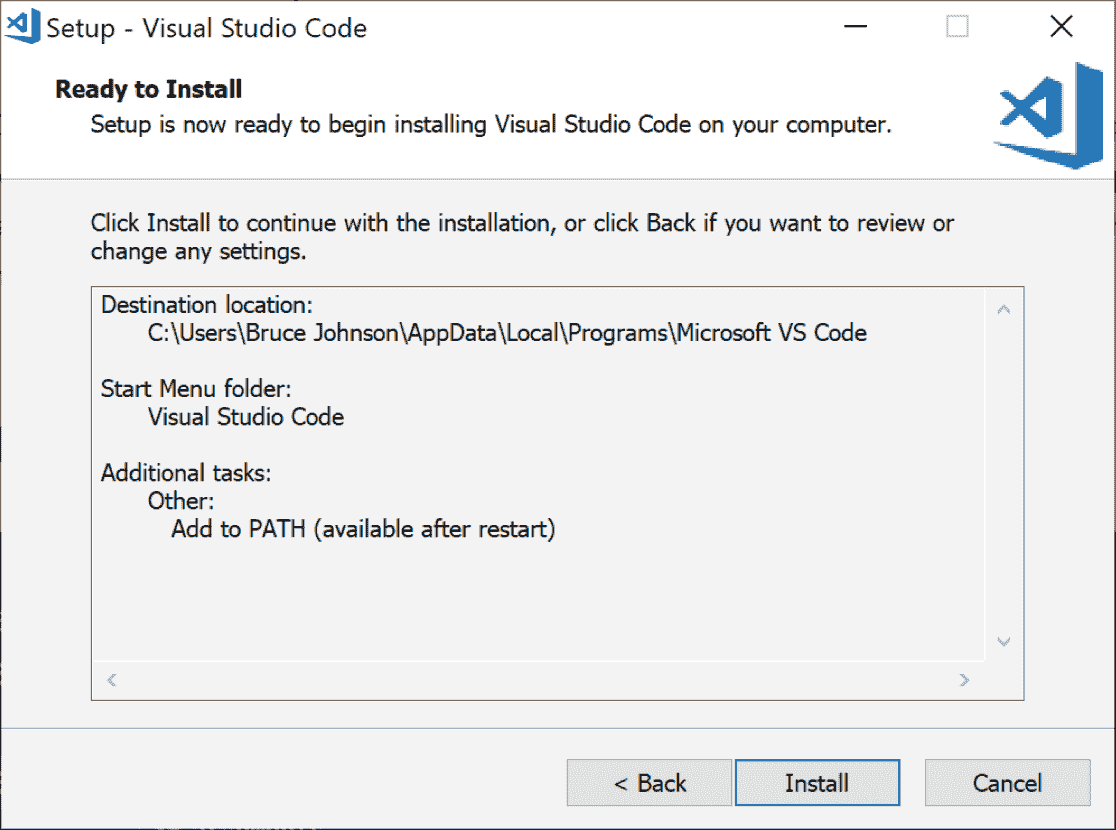 Setup - Visual Studio Code
Ready to Install
Setup is now ready to begin installing Visual Studio Code on your computer.
Click Install to continue with the installation, or click Back if you want to review or
change any settings.
Destination location:
C:\Users\Bruce Johnson\AppData\Local\Programs\Microsoft VS Code
Start Menu folder:
Visual Studio Code
Additional tasks:
Other:
Add to PATH (available after restart)
< Back
Install
Cancel